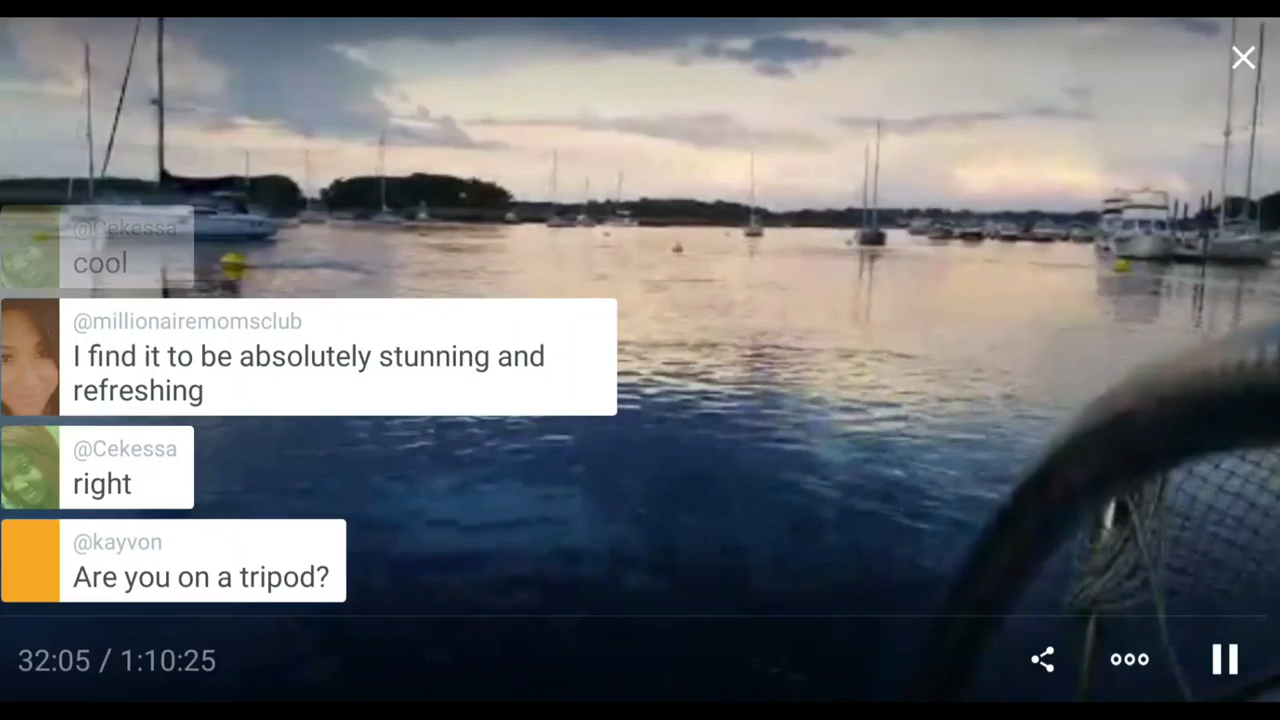 @Cekessa
cool
@millionairemomsclub
I find it to be absolutely stunning and
refreshing
@Cekessa
right
@kayvon
Are you on a tripod?
32:05 / 1:10:25